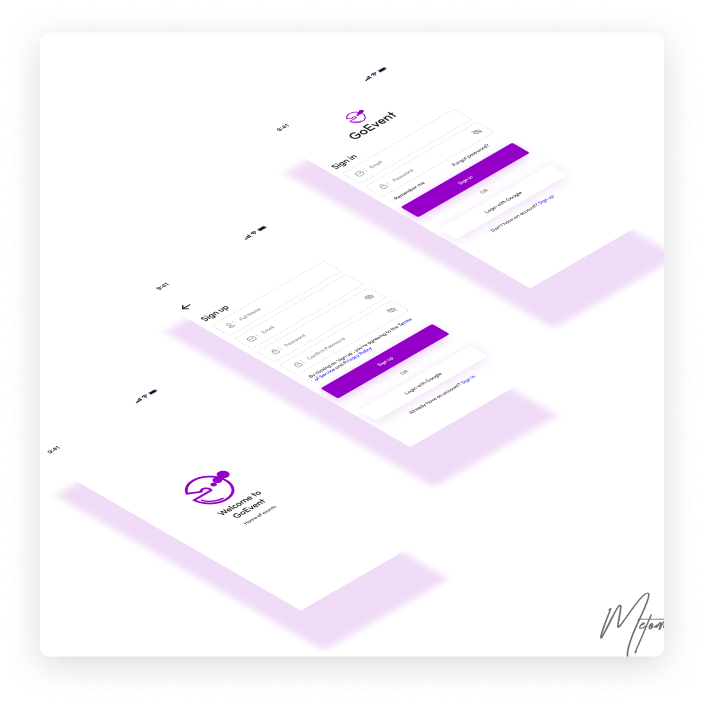 9:41
GoEvent
Sign in
Email
Password
Remember me
Forgot password?
Sign in
OR
Login with Google
Don't have an account? Sign up
9:41
Sign up
Full Name
Email
Password
Confirm Password
By clicking on 'sign up', you're agreeing to the Terms
of Service and Privacy Policy
Sign up
OR
Login with Google
Already have an account? Sign in
9:41
Welcome to
GoEvent
Home of events